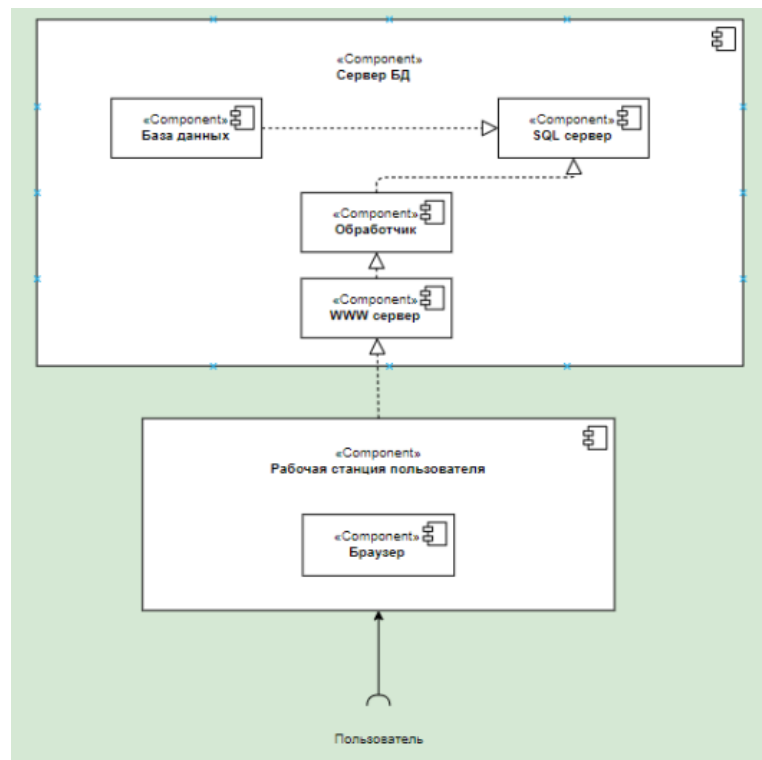 «Component»
Сервер БД
«Component»
База данных
«Component»
SQL сервер
«Component»
Обработчик
«Component»
WWW сервер
«Component»
Рабочая станция пользователя
«Component»
Браузер
Пользователь